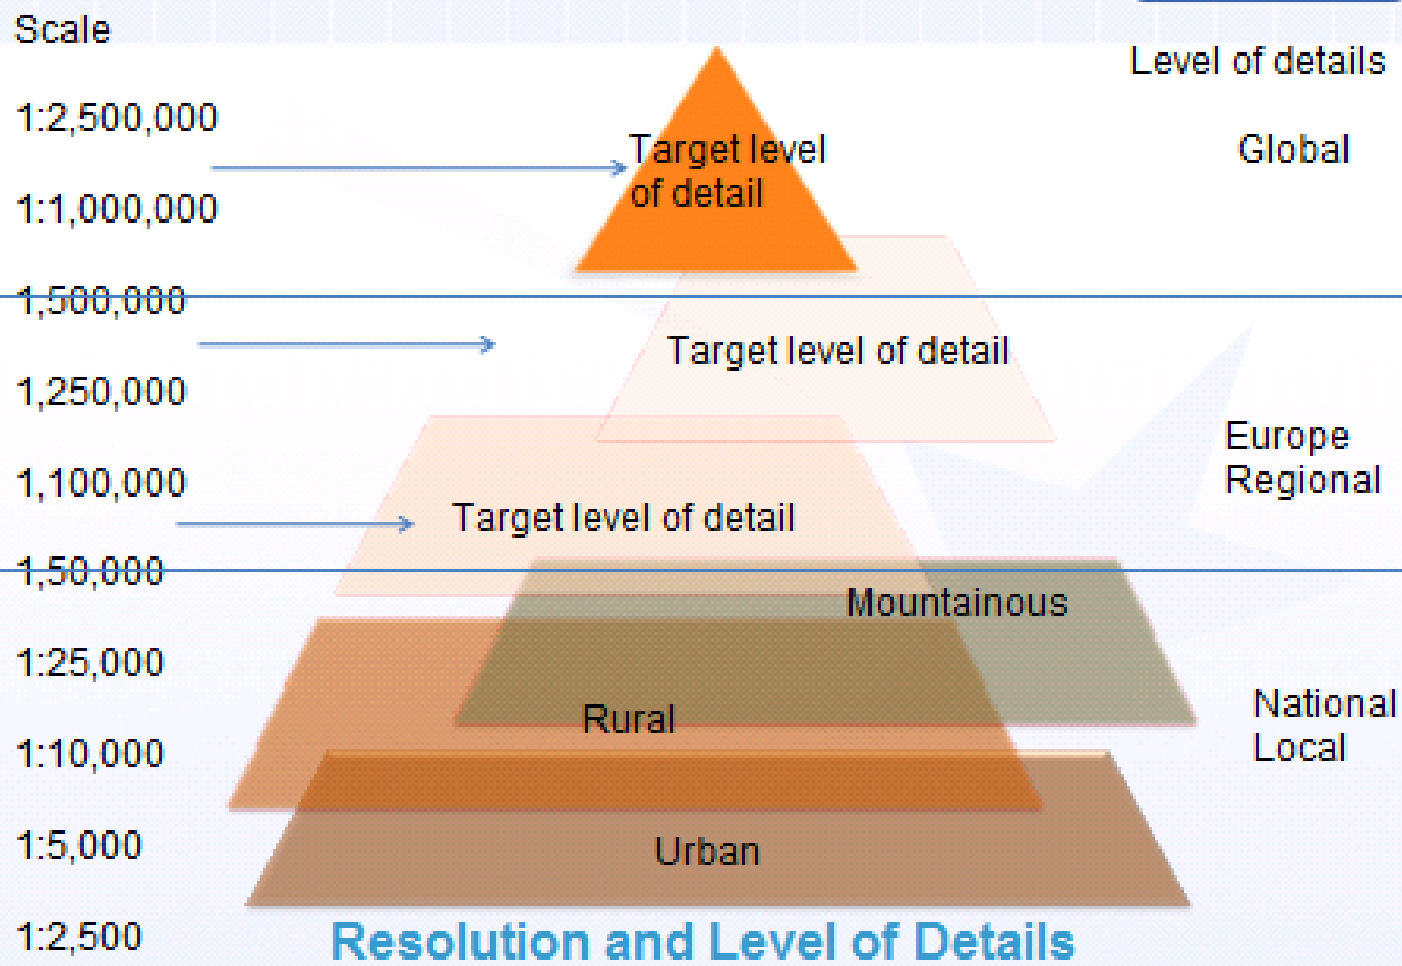 Scale
Level of details
1:2,500,000
Target level
of detail
Global
1:1,000,000
1,500,000
Target level of detail
1,250,000
Europe
Regional
1,100,000
Target level of detail
1,50,000
Mountainous
1:25,000
Rural
National
Local
1:10,000
1:5,000
Urban
1:2,500
Resolution and Level of Details